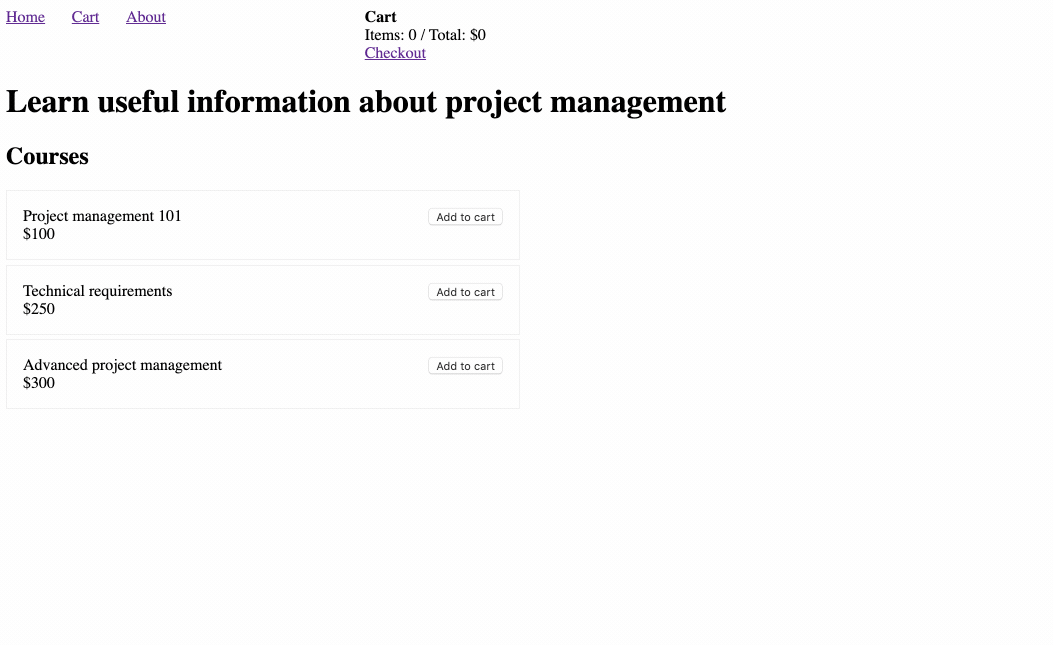 Home Cart About
Cart
Items: 0 / Total: $0
Checkout
Learn useful information about project management
Courses
Project management 101
$100
Add to cart
Technical requirements
$250
Add to cart
Advanced project management
$300
Add to cart